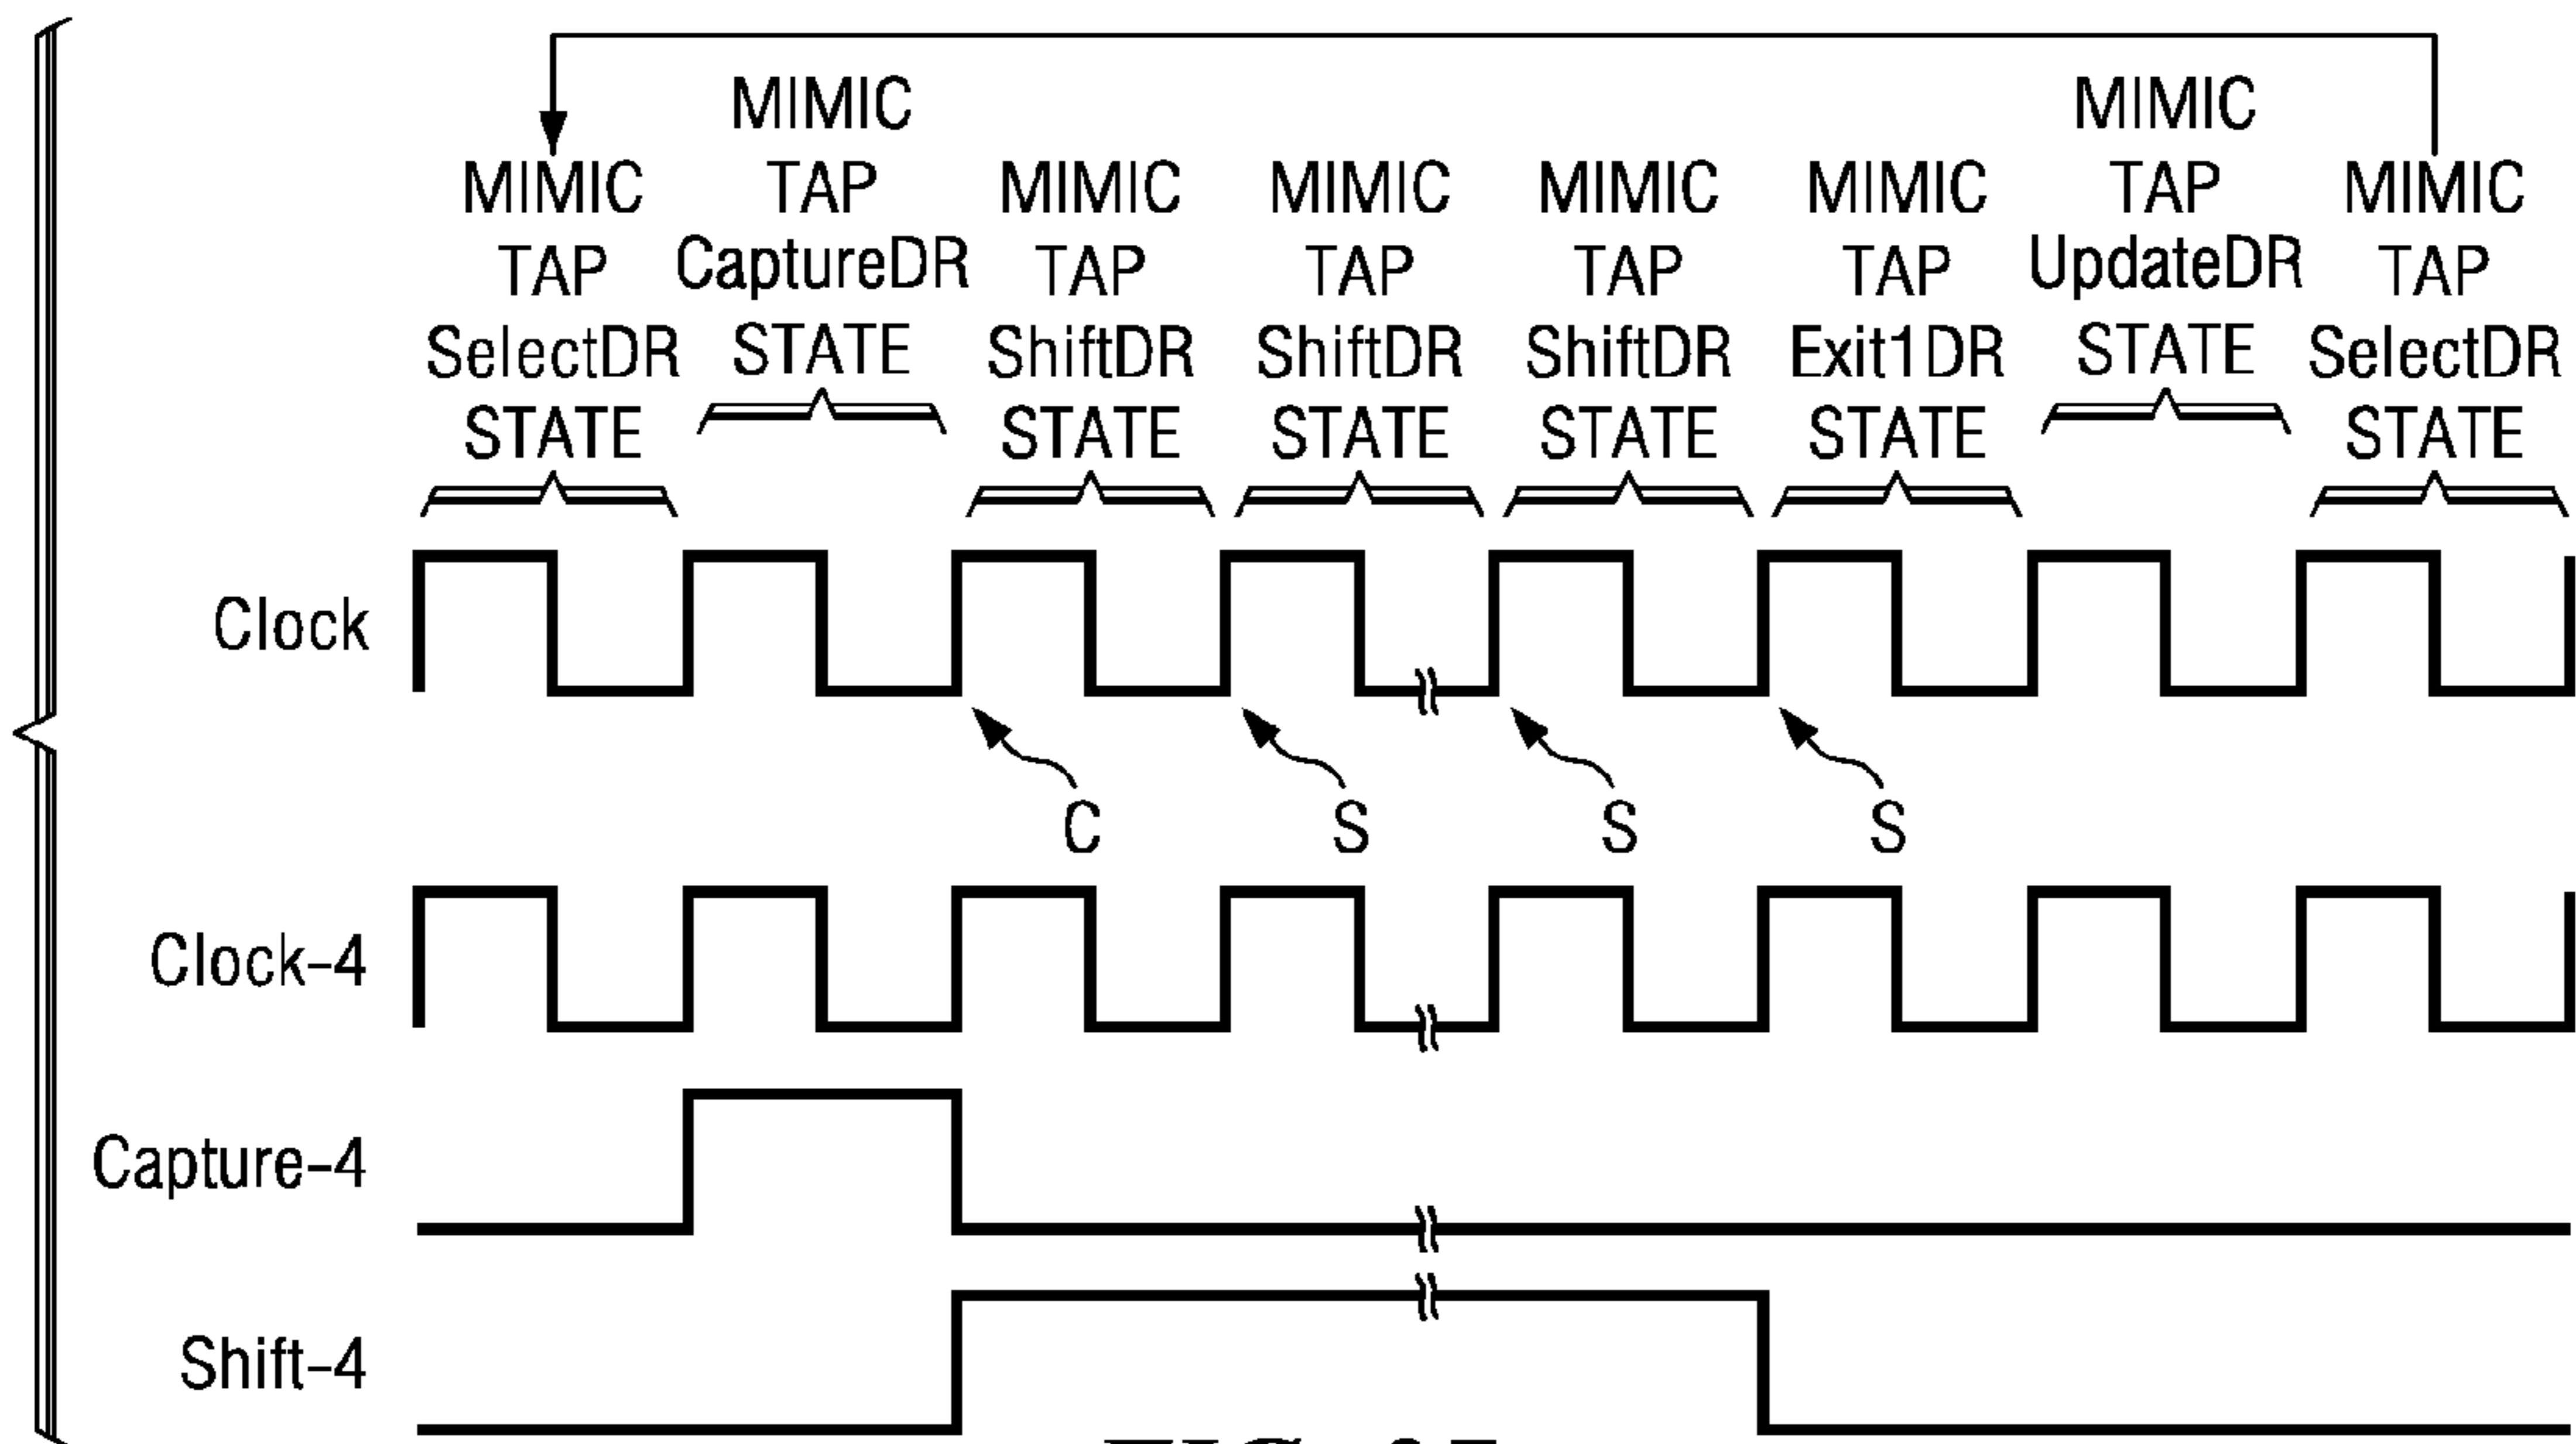 MIMIC
TAP
SelectDR
STATE
MIMIC
TAP
CaptureDR
STATE
MIMIC
TAP
ShiftDR
STATE
MIMIC
TAP
ShiftDR
STATE
MIMIC
TAP
ShiftDR
STATE
MIMIC
TAP
Exit1DR
STATE
MIMIC
TAP
UpdateDR
STATE
MIMIC
TAP
SelectDR
STATE
Clock
C
S
S
S
Clock-4
Capture-4
Shift-4